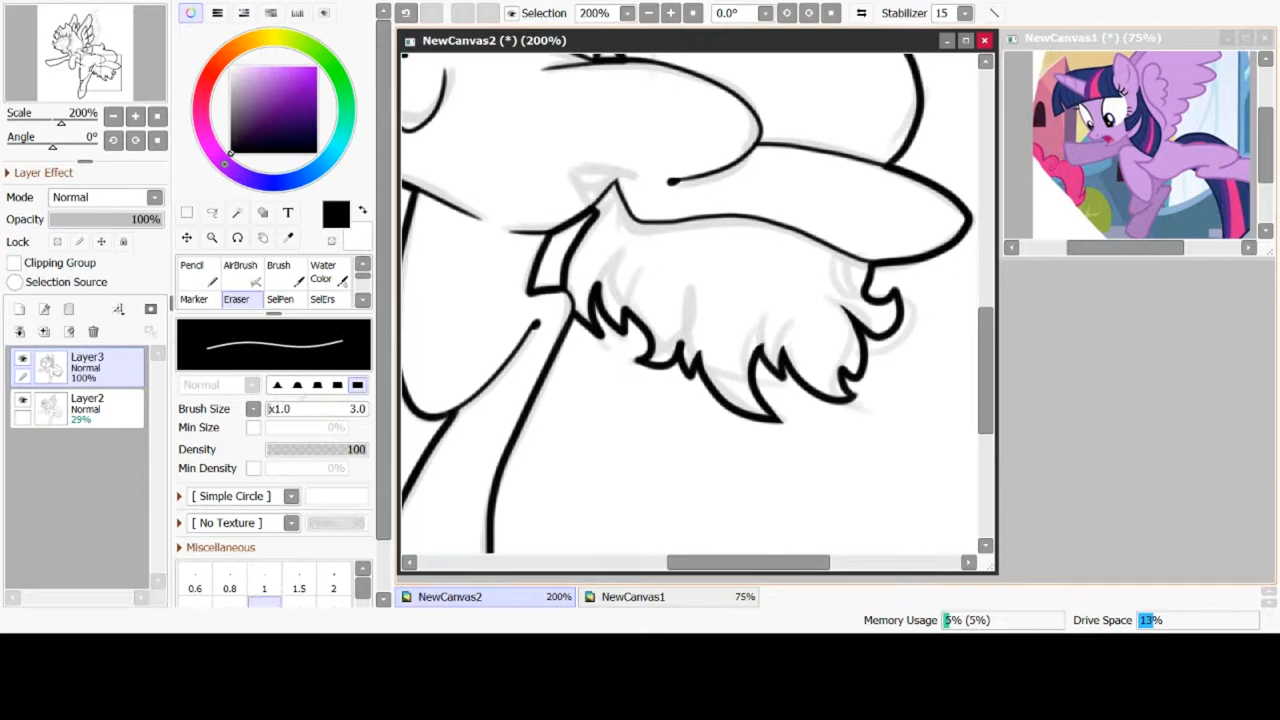 Selection 200% 0.0° Stabilizer 15
NewCanvas2 (*) (200%)
NewCanvas1 (*) (75%)
Scale 200%
Angle 0°
Layer Effect
Mode Normal
Opacity 100%
Lock
Clipping Group
Selection Source
Layer3
Normal
100%
Layer2
Normal
29%
T
Pencil AirBrush Brush Water Color
Marker Eraser SelPen SelErs
Normal
Brush Size x1.0 3.0
Min Size 0%
Density 100
Min Density 0%
[ Simple Circle ]
[ No Texture ]
Miscellaneous
0.6 0.8 1 1.5 2
NewCanvas2 200%
NewCanvas1 75%
Memory Usage 5% (5%) Drive Space 13%